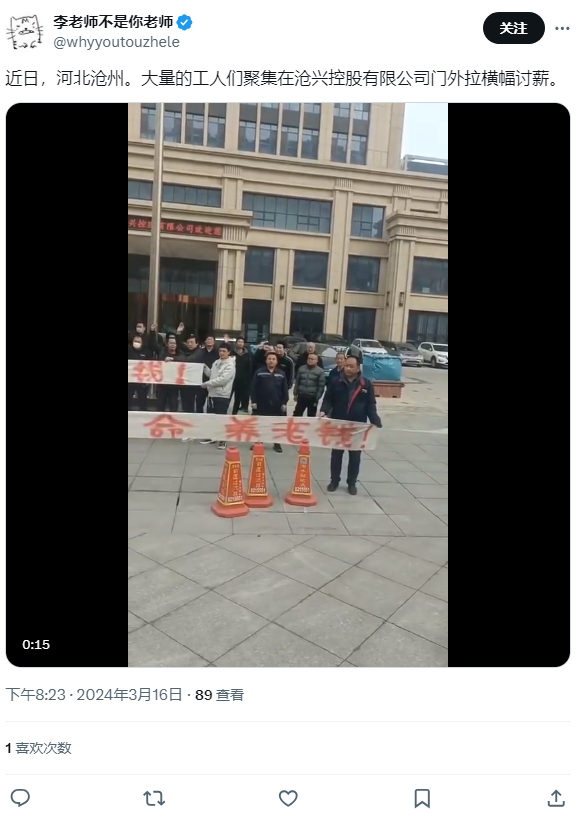 李老师不是你老师
@whyyoutouzhele
关注
近日，河北沧州。大量的工人们聚集在沧兴控股有限公司门外拉横幅讨薪。
有限公司欢迎您
钱！
命 养老钱！
0:15
下午8:23 · 2024年3月16日 · 89 查看
1 喜欢次数